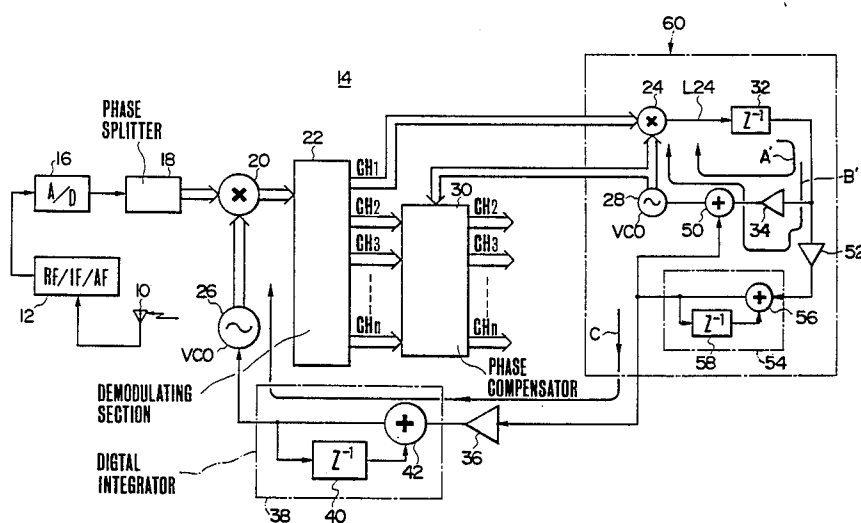 14
60
PHASE
SPLITTER
16
A/D
18
20
×
22
CH1
CH2
CH3
CHn
DEMODULATING
SECTION
30
CH2
CH3
CHn
PHASE
COMPENSATOR
24
×
L24
32
Z⁻¹
A'
B'
28
VCO
50
+
34
52
56
+
58
Z⁻¹
54
C
RF/IF/AF
12
10
26
VCO
DIGTAL
INTEGRATOR
38
Z⁻¹
40
+
42
36